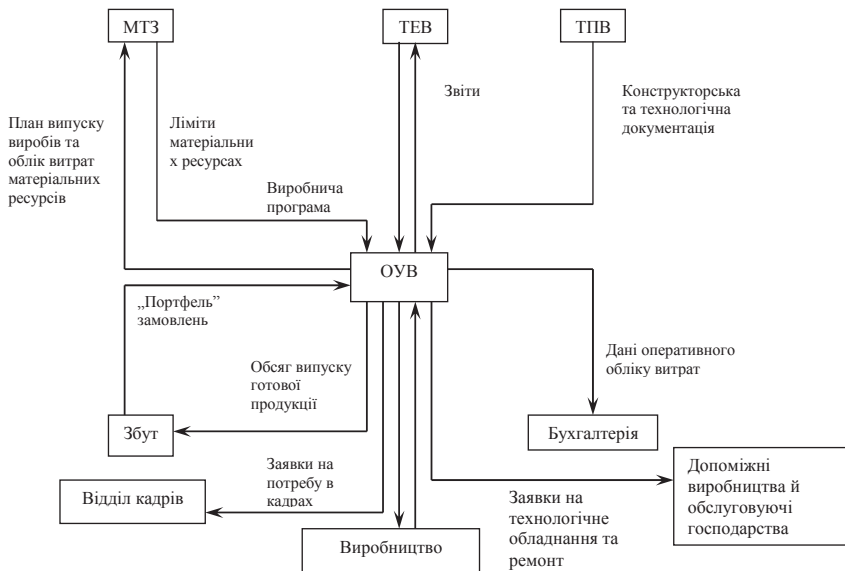 МТЗ
ТЕВ
ТПВ
План випуску
виробів та
облік витрат
матеріальних
ресурсів
Ліміти
матеріальни
х ресурсах
Виробнича
програма
Звіти
Конструкторська
та технологічна
документація
ОУВ
„Портфель”
замовлень
Обсяг випуску
готової
продукції
Дані оперативного
обліку витрат
Збут
Бухгалтерія
Заявки на
потребу в
кадрах
Відділ кадрів
Виробництво
Заявки на
технологічне
обладнання та
ремонт
Допоміжні
виробництва й
обслуговуючі
господарства